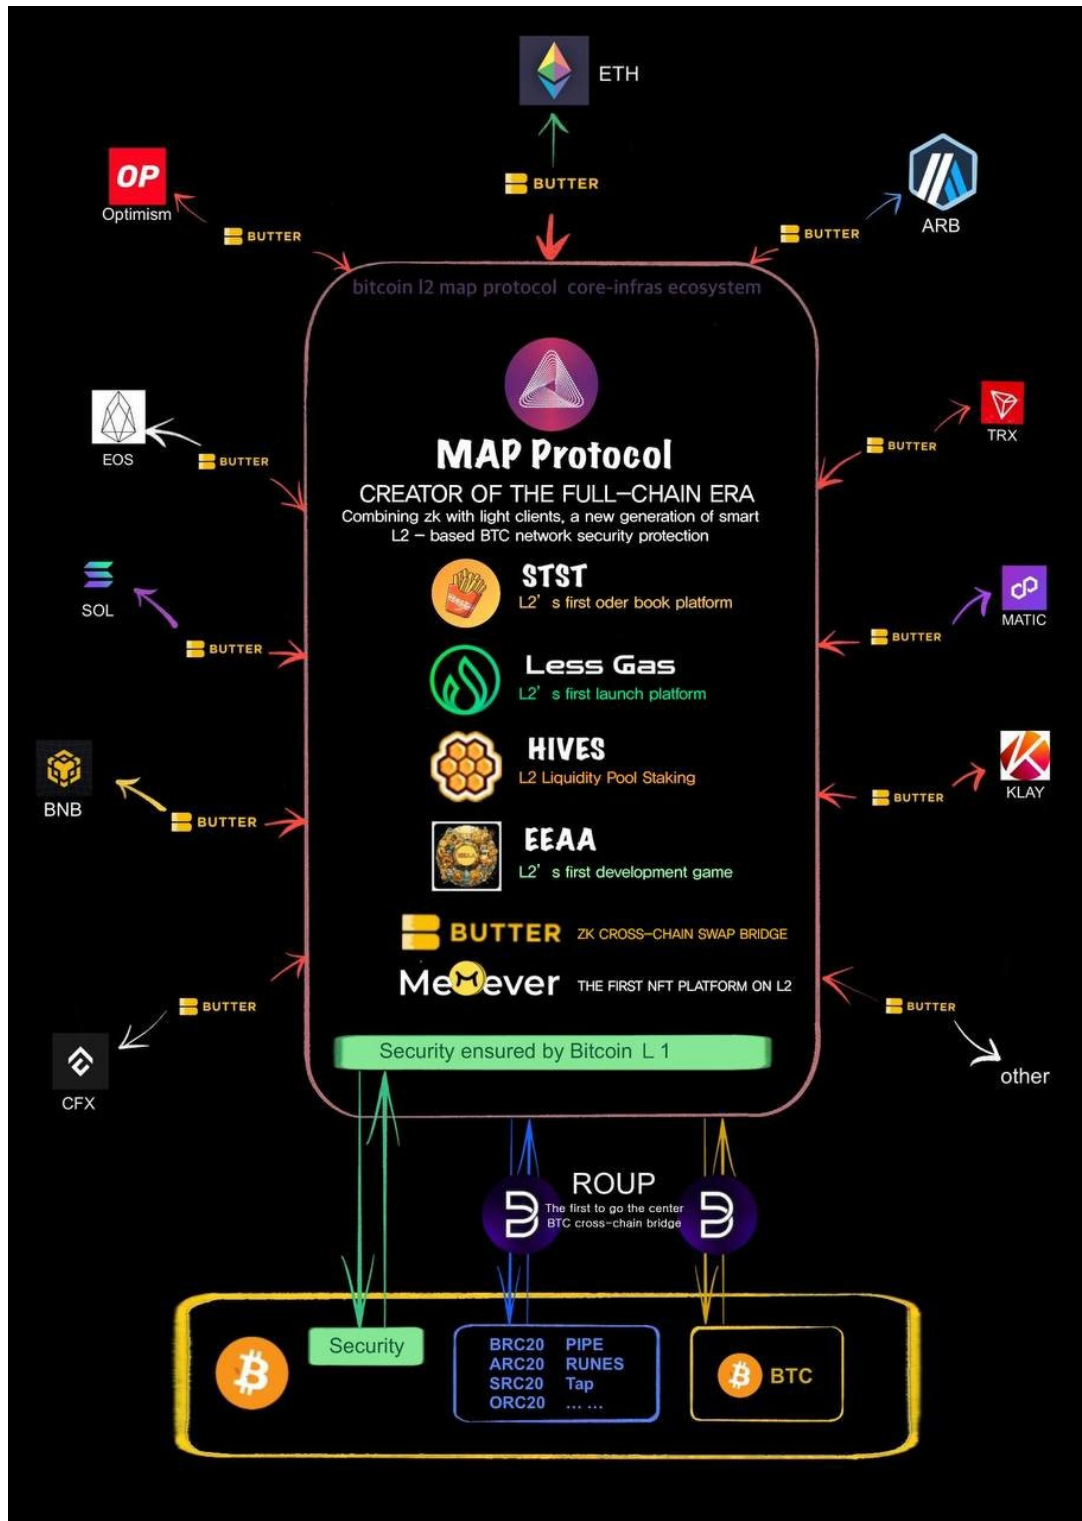 ETH
BUTTER
OP
Optimism
BUTTER
BUTTER
ARB
bitcoin l2 map protocol core-infras ecosystem
MAP Protocol
CREATOR OF THE FULL-CHAIN ERA
Combining zk with light clients, a new generation of smart
L2 - based BTC network security protection
EOS
BUTTER
BUTTER
TRX
STST
L2's first oder book platform
SOL
BUTTER
BUTTER
MATIC
Less Gas
L2's first launch platform
HIVES
L2 Liquidity Pool Staking
BNB
BUTTER
BUTTER
KLAY
EEAA
L2's first development game
BUTTER ZK CROSS-CHAIN SWAP BRIDGE
MeMever THE FIRST NFT PLATFORM ON L2
BUTTER
CFX
BUTTER
other
Security ensured by Bitcoin L 1
ROUP
The first to go the center
BTC cross-chain bridge
Security
BRC20 PIPE
ARC20 RUNES
SRC20 Tap
ORC20 ... ...
BTC